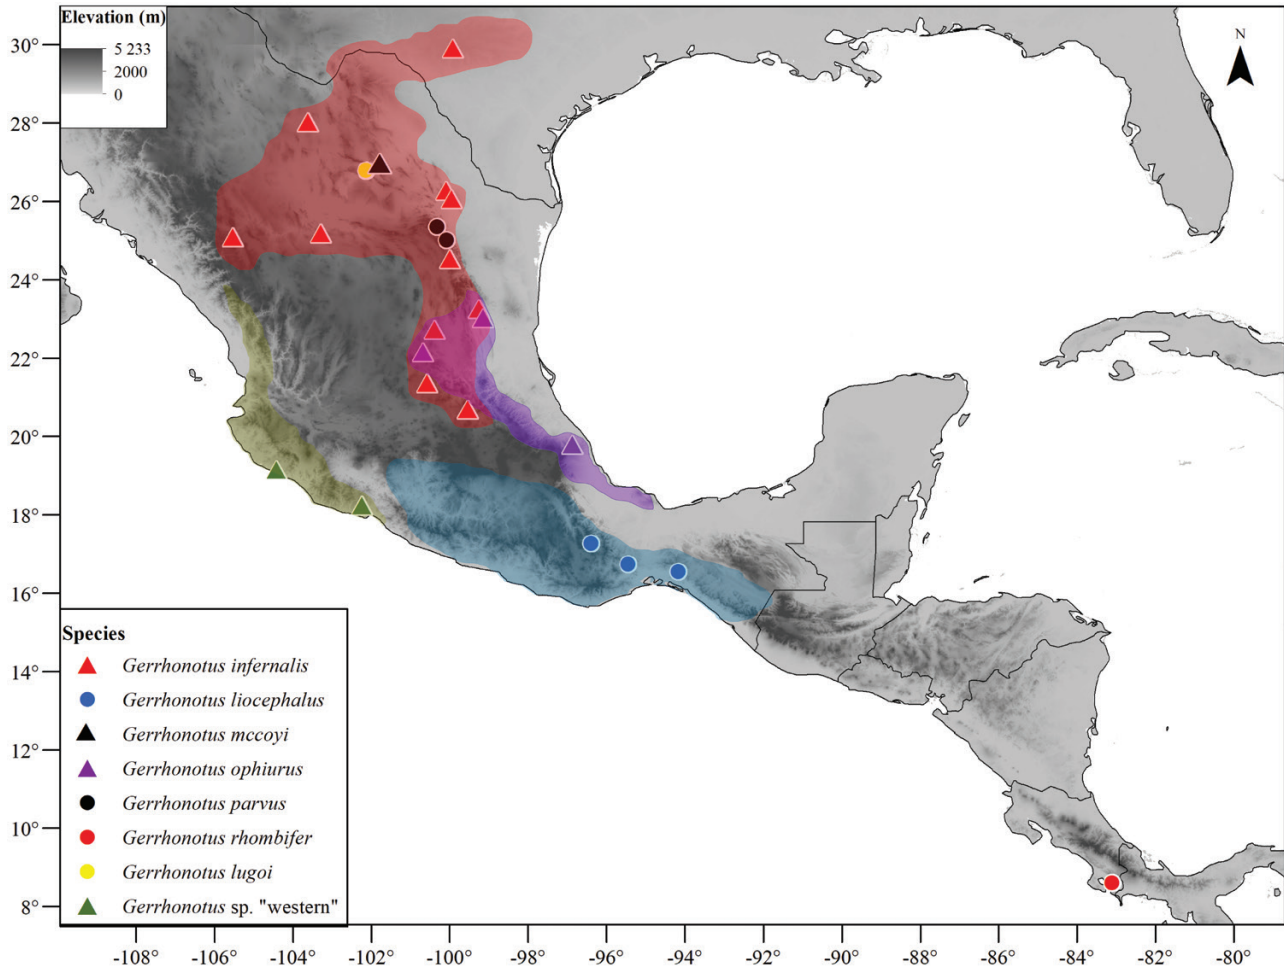 Elevation (m)
5 233
2000
0
N
30°
28°
26°
24°
22°
20°
18°
16°
14°
12°
10°
8°
Species
Gerrhonotus infernalis
Gerrhonotus liocephalus
Gerrhonotus mccoyi
Gerrhonotus ophiurus
Gerrhonotus parvus
Gerrhonotus rhombifer
Gerrhonotus lugoi
Gerrhonotus sp. "western"
-108° -106° -104° -102° -100° -98° -96° -94° -92° -90° -88° -86° -84° -82° -80°